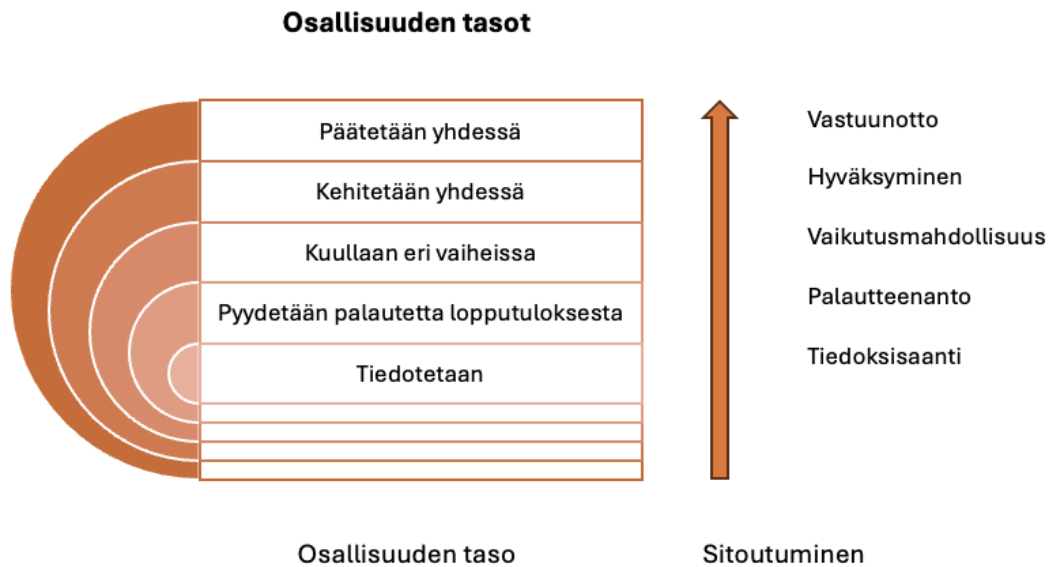 Osallisuuden tasot
Päätetään yhdessä
Kehitetään yhdessä
Kuullaan eri vaiheissa
Pyydetään palautetta lopputuloksesta
Tiedotetaan
Vastuunotto
Hyväksyminen
Vaikutusmahdollisuus
Palautteenanto
Tiedoksisaanti
Osallisuuden taso
Sitoutuminen